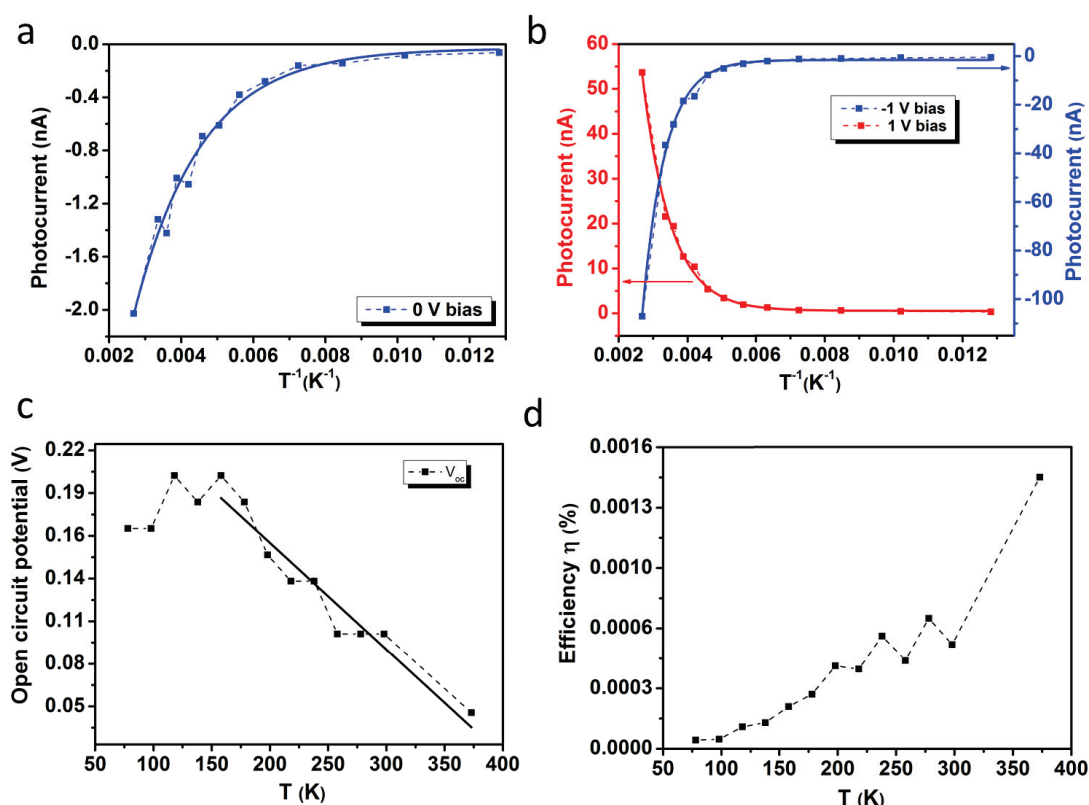 a
0.0
-0.4
-0.8
-1.2
-1.6
-2.0
Photocurrent (nA)
0 V bias
0.002 0.004 0.006 0.008 0.010 0.012
T⁻¹(K⁻¹)
b
60
50
40
30
20
10
0
Photocurrent (nA)
-1 V bias
1 V bias
0
-20
-40
-60
-80
-100
Photocurrent (nA)
0.002 0.004 0.006 0.008 0.010 0.012
T⁻¹(K⁻¹)
c
0.22
0.19
0.16
0.14
0.11
0.08
0.05
Open circuit potential (V)
Voc
50 100 150 200 250 300 350 400
T (K)
d
0.0016
0.0013
0.0010
0.0006
0.0003
0.0000
Efficiency η (%)
50 100 150 200 250 300 350 400
T (K)